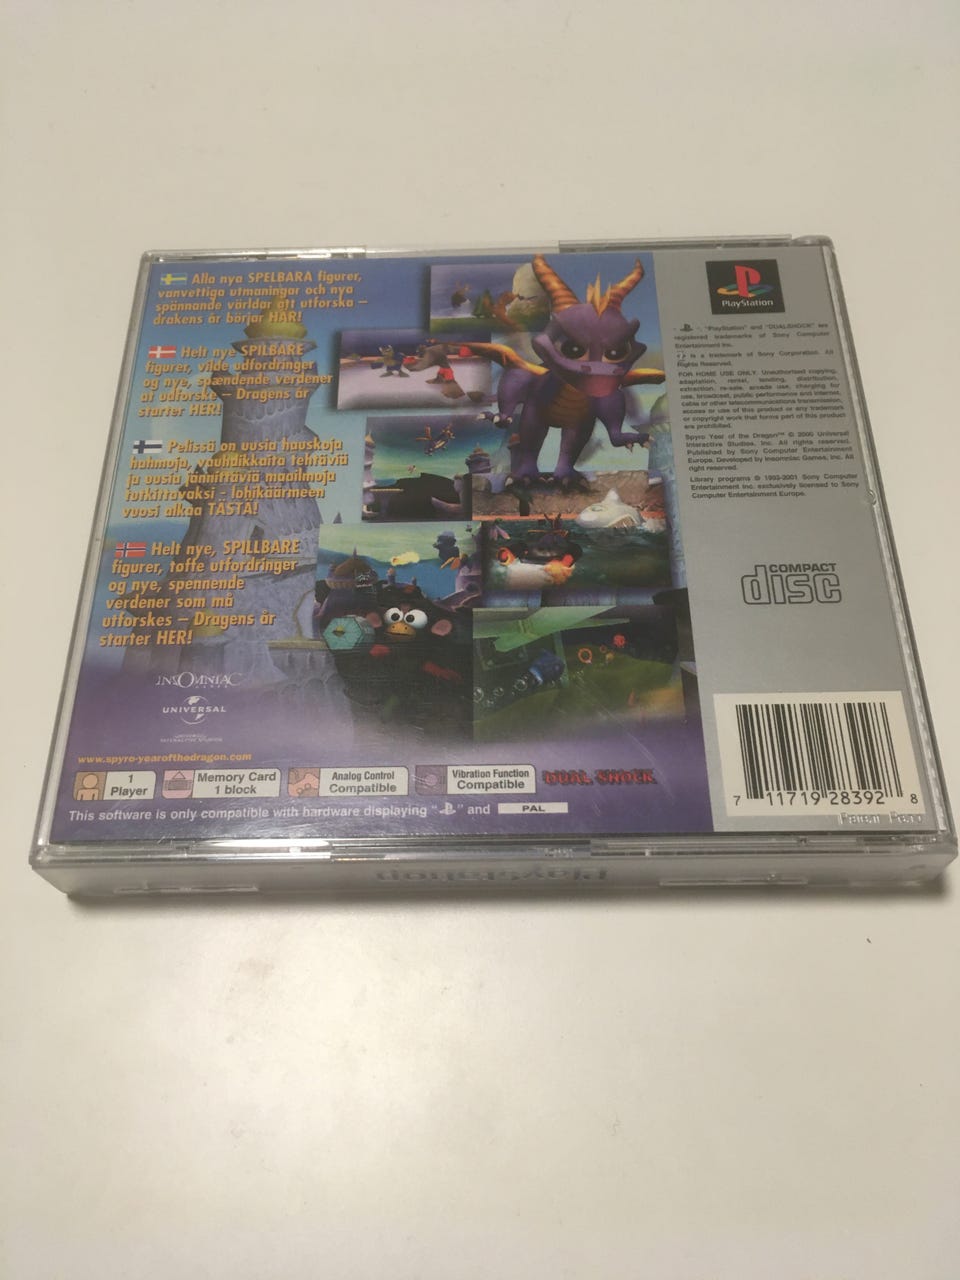 Alla nya SPELBARA figurer,
vanvettiga utmaningar och nya
spännande världar att utforska –
drakens år börjar HÄR!
Helt nye SPILBARE
figurer, vilde udfordringer
og nye, spændende verdener
at udforske – Dragens år
starter HER!
Pelissä on uusia hauskoja
hahmoja, vauhdikkaita tehtäviä
ja uusia jännittäviä maailmoja
tutkittavaksi - lohikäärmeen
vuosi alkaa TÄSTÄ!
Helt nye, SPILLBARE
figurer, tøffe utfordringer
og nye, spennende
verdener som må
utforskes – Dragens år
starter HER!
INSOMNIAC
GAMES
UNIVERSAL
UNIVERSAL
INTERACTIVE STUDIOS
www.spyro-yearofthedragon.com
1
Player
Memory Card
1 block
Analog Control
Compatible
Vibration Function
Compatible
DUAL SHOCK
This software is only compatible with hardware displaying " " and PAL
PlayStation
, "PlayStation" and "DUALSHOCK" are
registered trademarks of Sony Computer
Entertainment Inc.
is a trademark of Sony Corporation. All
Rights Reserved.
FOR HOME USE ONLY. Unauthorised copying,
adaptation, rental, lending, distribution,
extraction, re-sale, arcade use, charging for
use, broadcast, public performance and internet,
cable or other telecommunications transmission,
access or use of this product or any trademark
or copyright work that forms part of this product
are prohibited.
Spyro Year of the Dragon™ © 2000 Universal
Interactive Studios, Inc. All rights reserved.
Published by Sony Computer Entertainment
Europe. Developed by Insomniac Games, Inc. All
right reserved.
Library programs © 1993-2001 Sony Computer
Entertainment Inc. exclusively licensed to Sony
Computer Entertainment Europe.
COMPACT
disc
7 11719 28392 8
PlayStation